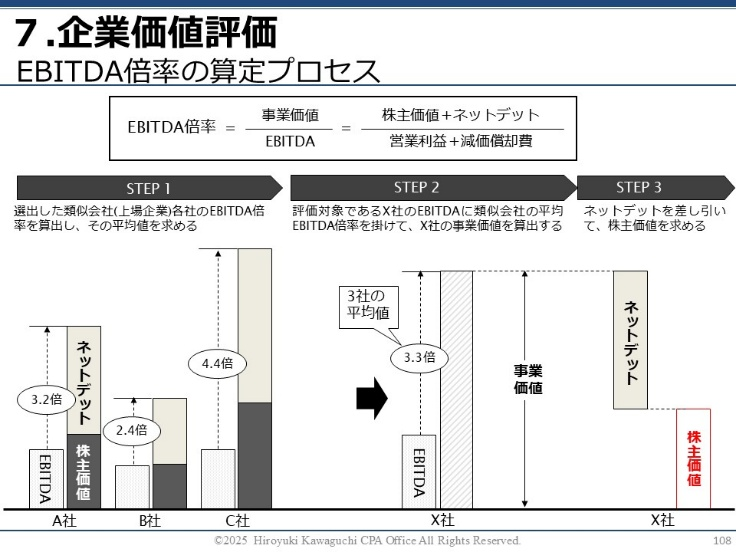 ７.企業価値評価
EBITDA倍率の算定プロセス
EBITDA倍率 = 事業価値 / EBITDA = 株主価値＋ネットデット / 営業利益＋減価償却費
STEP 1
選出した類似会社(上場企業)各社のEBITDA倍
率を算出し、その平均値を求める
STEP 2
評価対象であるX社のEBITDAに類似会社の平均
EBITDA倍率を掛けて、X社の事業価値を算出する
STEP 3
ネットデットを差し引い
て、株主価値を求める
3.2倍
EBITDA
ネットデット
株主価値
A社
2.4倍
B社
4.4倍
C社
3社の
平均値
3.3倍
EBITDA
事業
価値
X社
ネットデット
株主価値
X社
©2025 Hiroyuki Kawaguchi CPA Office All Rights Reserved.
108